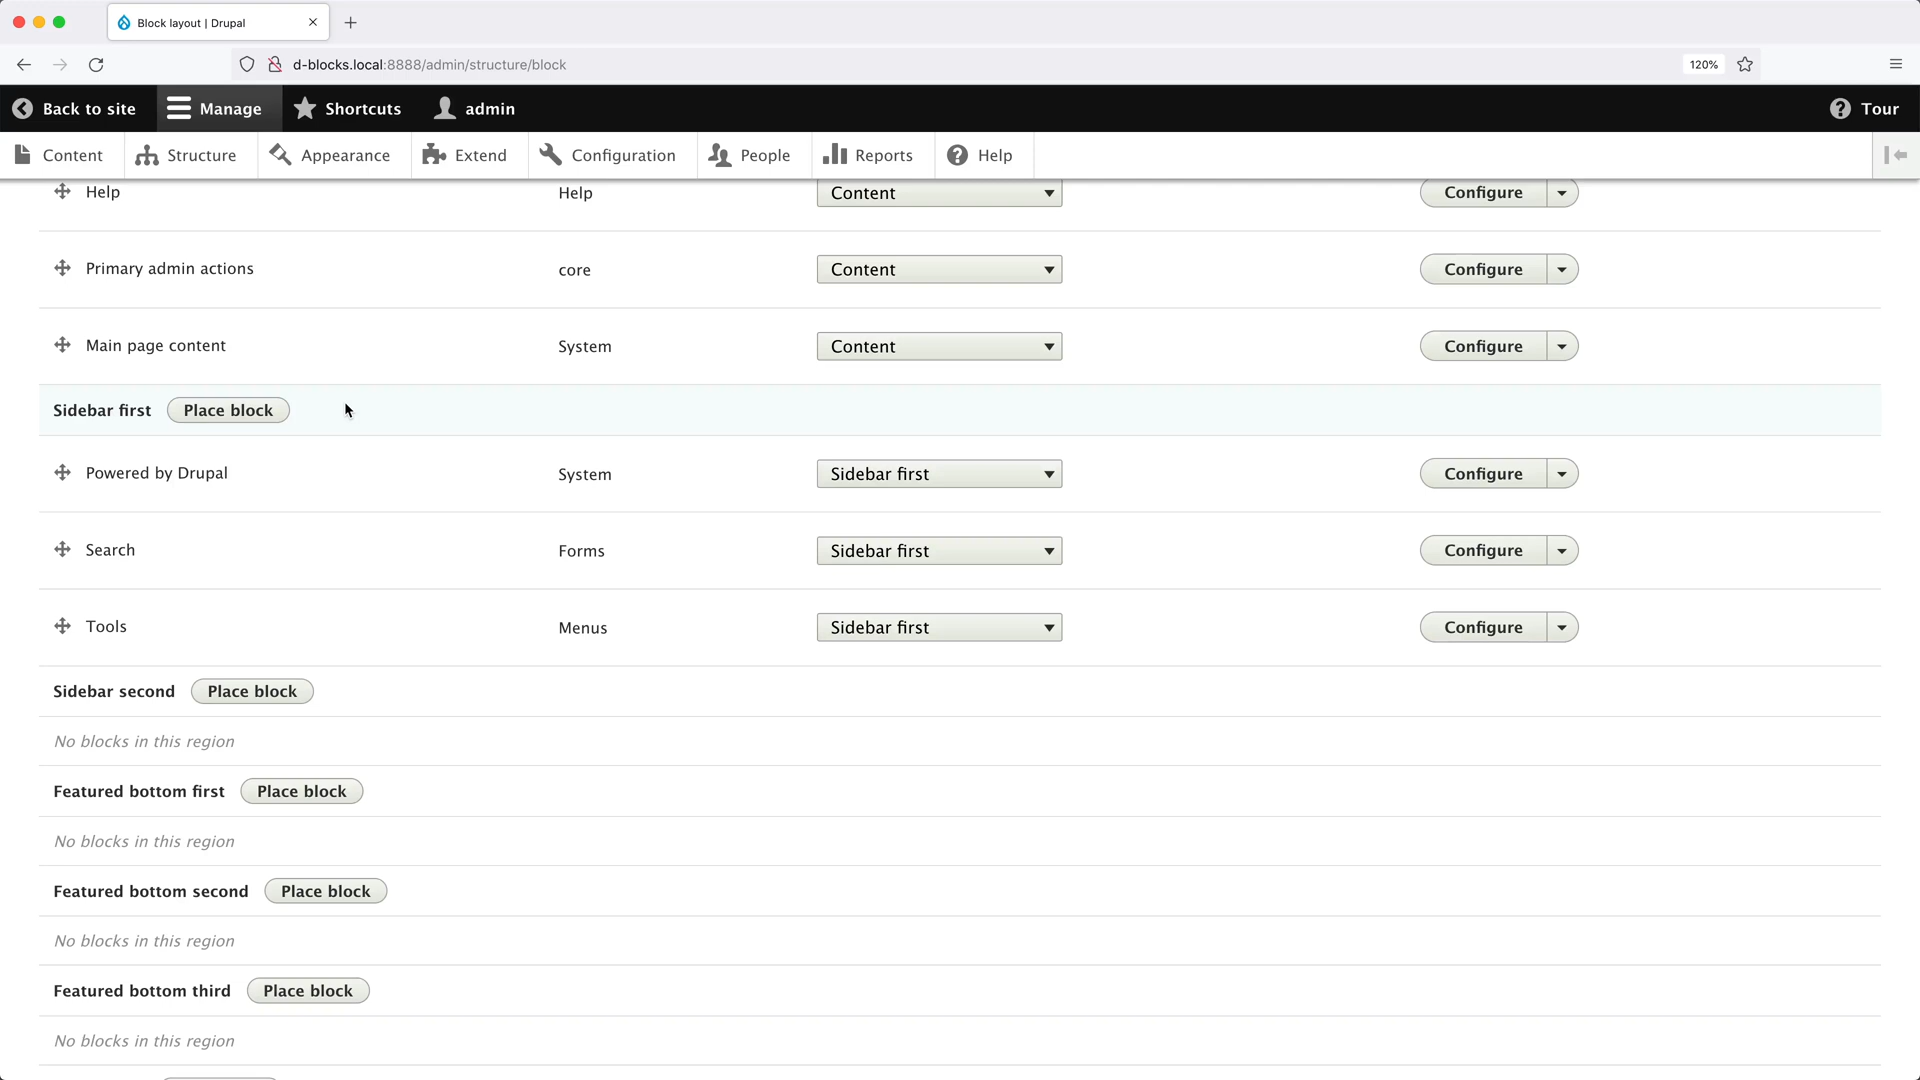 Block layout | Drupal
d-blocks.local:8888/admin/structure/block
120%
Back to site Manage Shortcuts admin Tour
Content Structure Appearance Extend Configuration People Reports Help
Help Help Content Configure
Primary admin actions core Content Configure
Main page content System Content Configure
Sidebar first Place block
Powered by Drupal System Sidebar first Configure
Search Forms Sidebar first Configure
Tools Menus Sidebar first Configure
Sidebar second Place block
No blocks in this region
Featured bottom first Place block
No blocks in this region
Featured bottom second Place block
No blocks in this region
Featured bottom third Place block
No blocks in this region